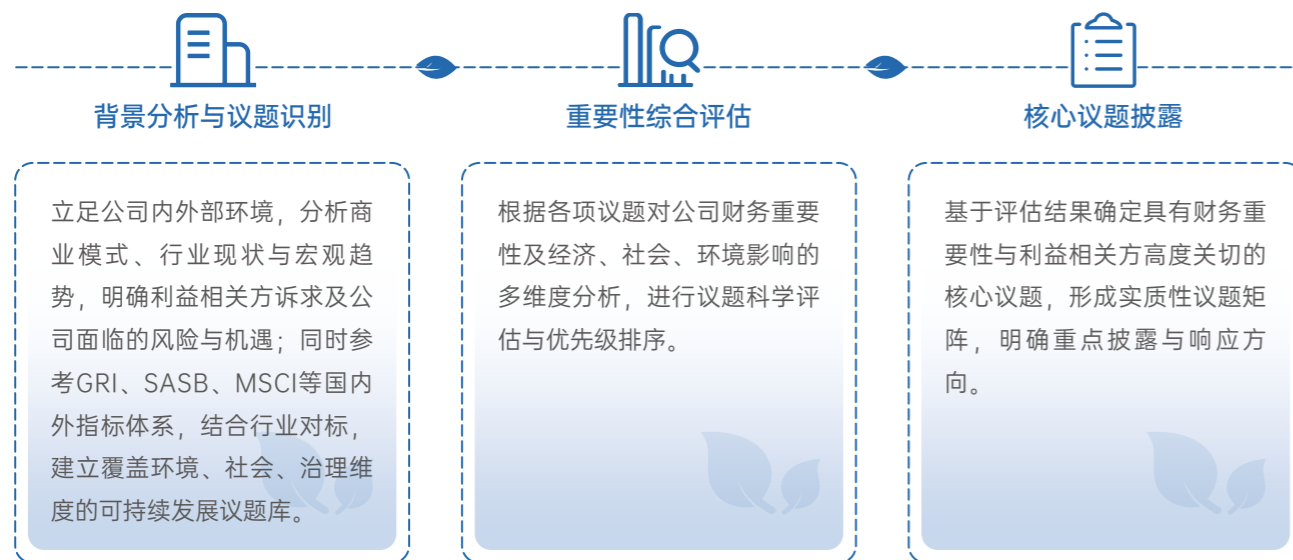 背景分析与议题识别
立足公司内外部环境，分析商
业模式、行业现状与宏观趋
势，明确利益相关方诉求及公
司面临的风险与机遇；同时参
考GRI、SASB、MSCI等国内
外指标体系，结合行业对标，
建立覆盖环境、社会、治理维
度的可持续发展议题库。
重要性综合评估
根据各项议题对公司财务重要
性及经济、社会、环境影响的
多维度分析，进行议题科学评
估与优先级排序。
核心议题披露
基于评估结果确定具有财务重
要性与利益相关方高度关切的
核心议题，形成实质性议题矩
阵，明确重点披露与响应方
向。